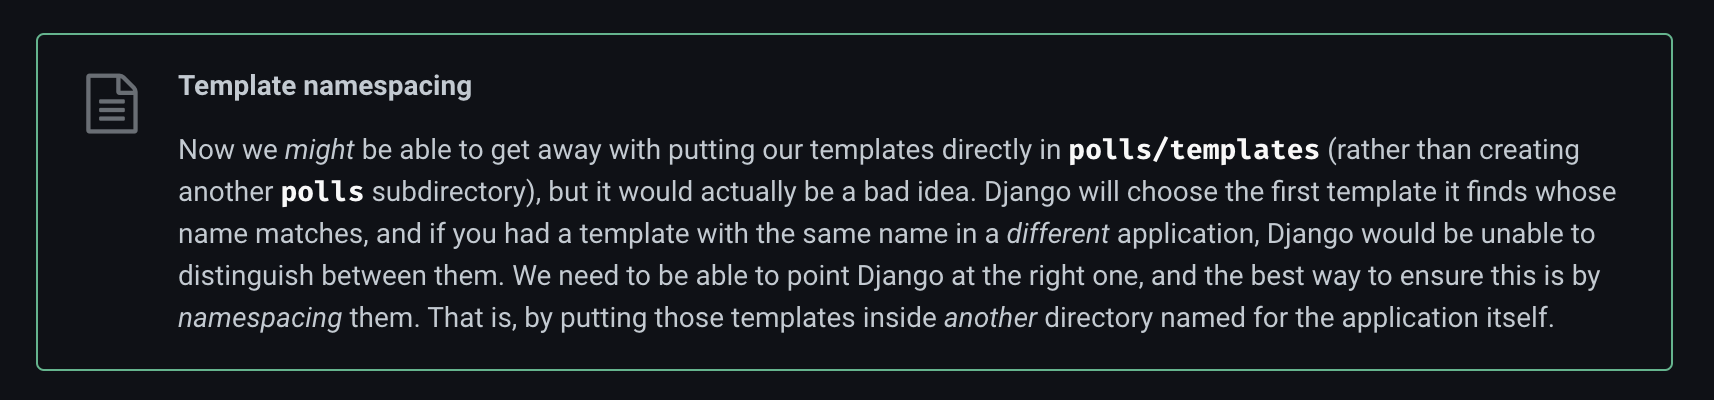 Template namespacing
Now we might be able to get away with putting our templates directly in polls/templates (rather than creating
another polls subdirectory), but it would actually be a bad idea. Django will choose the first template it finds whose
name matches, and if you had a template with the same name in a different application, Django would be unable to
distinguish between them. We need to be able to point Django at the right one, and the best way to ensure this is by
namespacing them. That is, by putting those templates inside another directory named for the application itself.